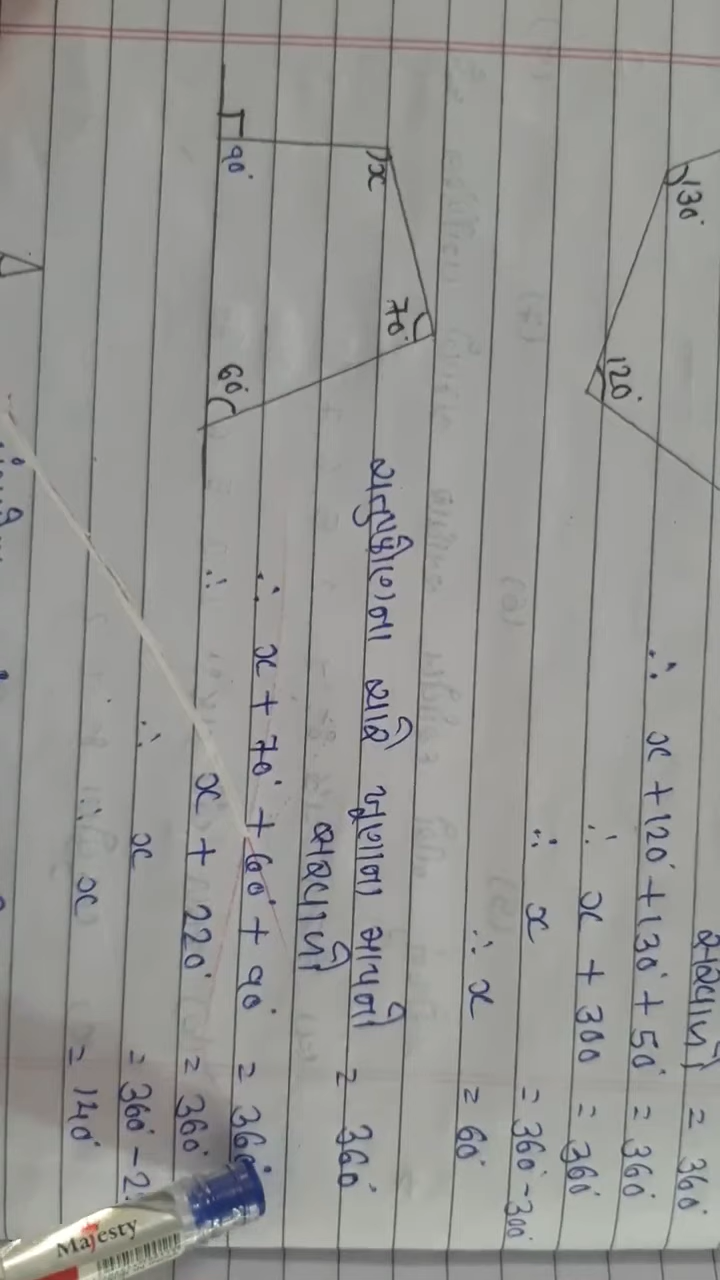 130°
120°
સરવાળો = 360°
∴ x + 120° + 130° + 50° = 360°
∴ x + 300 = 360°
∴ x = 360° - 300°
∴ x = 60°
x
70°
90°
60°
ચતુષ્કોણના ચારે ખૂણાના માપનો
સરવાળો = 360°
∴ x + 70° + 60° + 90° = 360°
∴ x + 220° = 360°
∴ x = 360° - 2
∴ x = 140°
Majesty